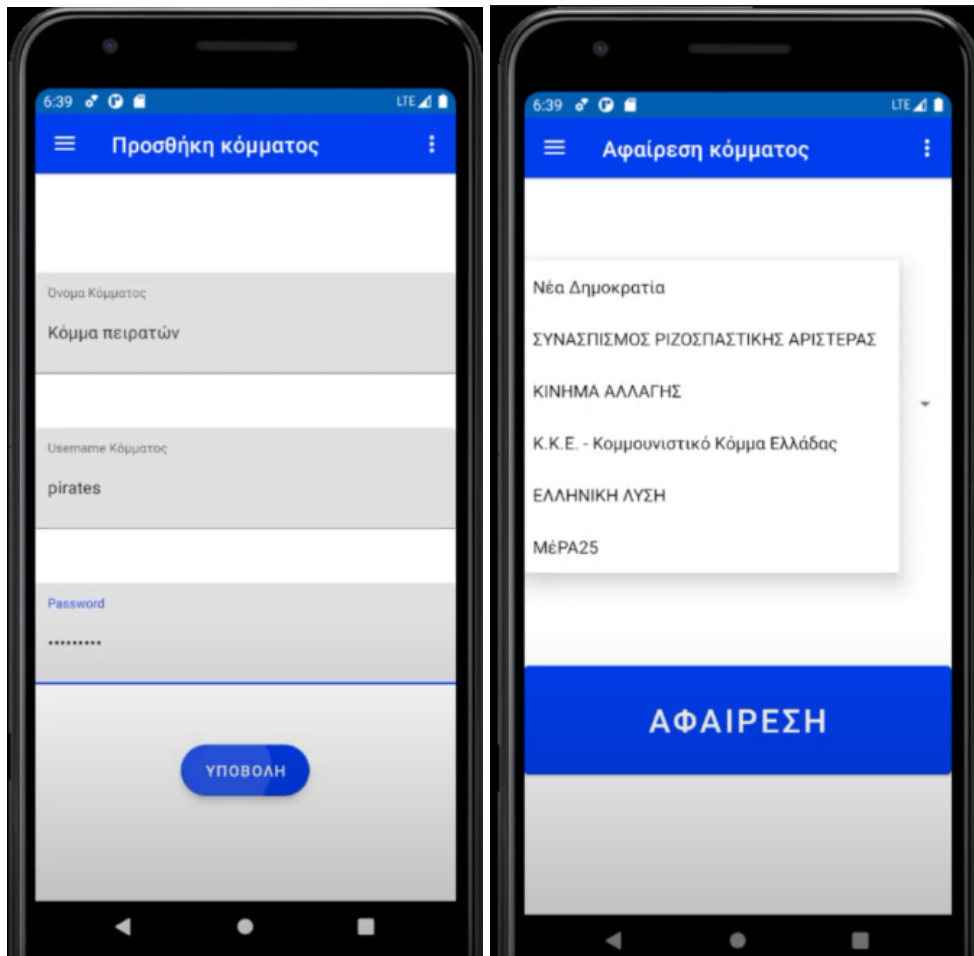 6:39 LTE
Προσθήκη κόμματος
Όνομα Κόμματος
Κόμμα πειρατών
Username Κόμματος
pirates
Password
•••••••••
ΥΠΟΒΟΛΗ
6:39 LTE
Αφαίρεση κόμματος
Νέα Δημοκρατία
ΣΥΝΑΣΠΙΣΜΟΣ ΡΙΖΟΣΠΑΣΤΙΚΗΣ ΑΡΙΣΤΕΡΑΣ
ΚΙΝΗΜΑ ΑΛΛΑΓΗΣ
Κ.Κ.Ε. - Κομμουνιστικό Κόμμα Ελλάδας
ΕΛΛΗΝΙΚΗ ΛΥΣΗ
ΜέΡΑ25
ΑΦΑΙΡΕΣΗ